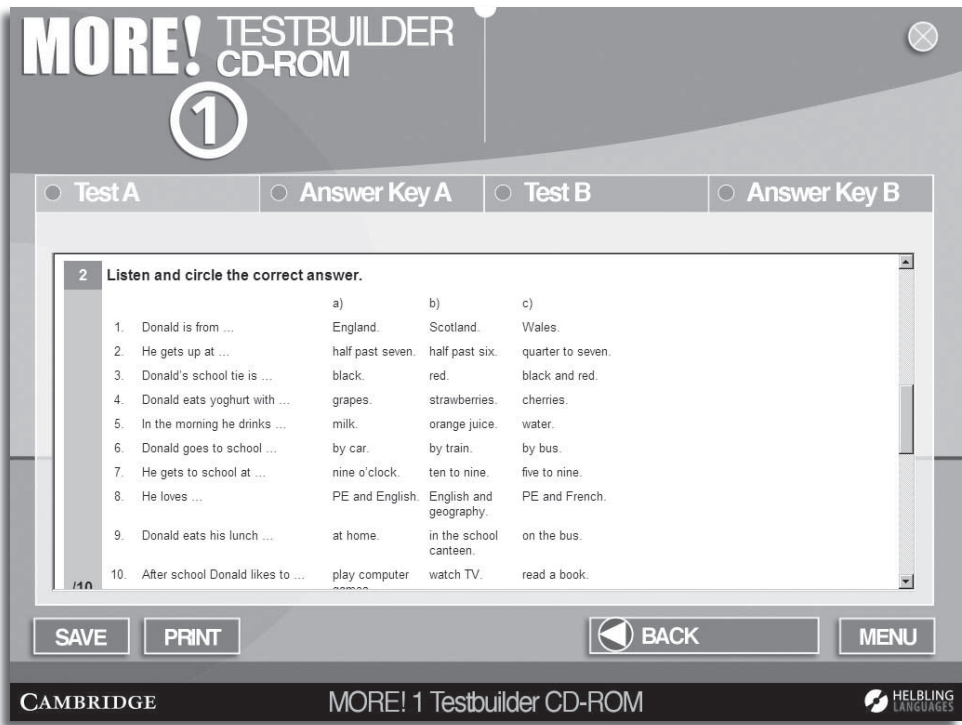 MORE! TESTBUILDER
CD-ROM
1
Test A Answer Key A Test B Answer Key B
2 Listen and circle the correct answer.
a) b) c)
1. Donald is from ... England. Scotland. Wales.
2. He gets up at ... half past seven. half past six. quarter to seven.
3. Donald's school tie is ... black. red. black and red.
4. Donald eats yoghurt with ... grapes. strawberries. cherries.
5. In the morning he drinks ... milk. orange juice. water.
6. Donald goes to school ... by car. by train. by bus.
7. He gets to school at ... nine o'clock. ten to nine. five to nine.
8. He loves ... PE and English. English and PE and French.
geography.
9. Donald eats his lunch ... at home. in the school on the bus.
canteen.
10. After school Donald likes to ... play computer watch TV. read a book.
/10 games.
SAVE PRINT BACK MENU
CAMBRIDGE MORE! 1 Testbuilder CD-ROM HELBLING
LANGUAGES